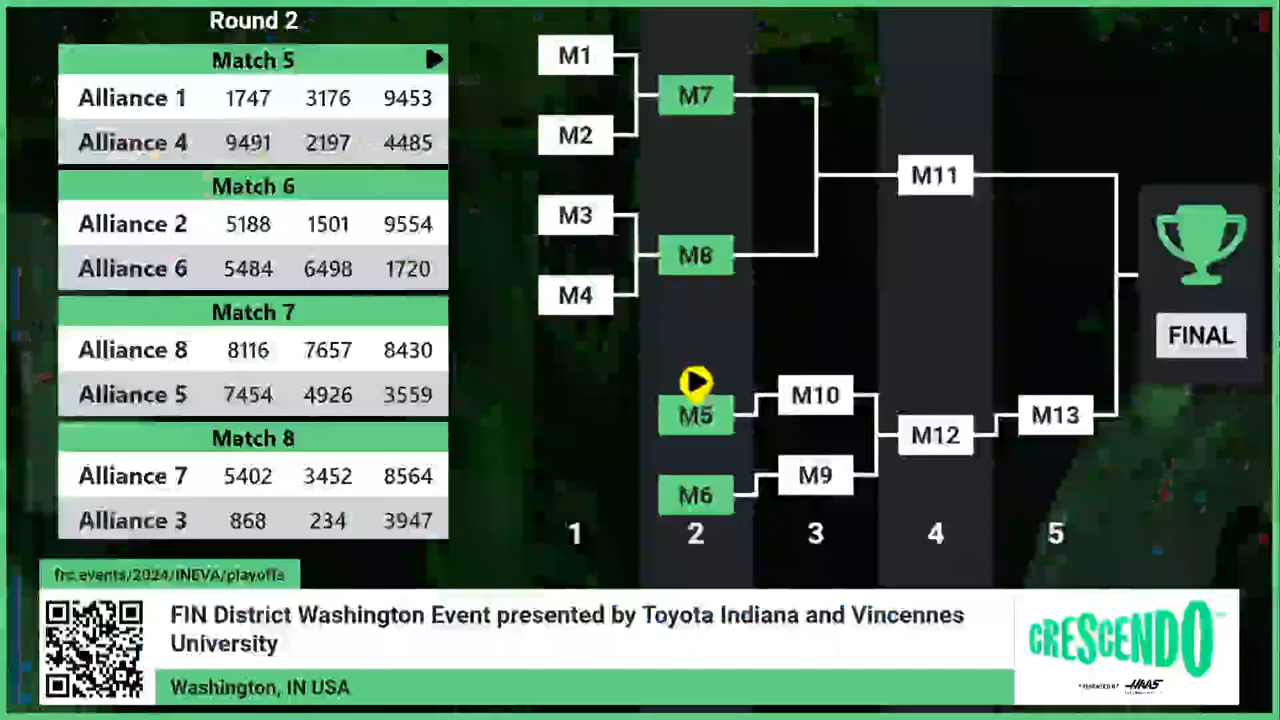 Round 2
Match 5
Alliance 1 1747 3176 9453
Alliance 4 9491 2197 4485
Match 6
Alliance 2 5188 1501 9554
Alliance 6 5484 6498 1720
Match 7
Alliance 8 8116 7657 8430
Alliance 5 7454 4926 3559
Match 8
Alliance 7 5402 3452 8564
Alliance 3 868 234 3947
M1
M7
M2
M11
M3
M8
M4
FINAL
M5
M10
M13
M12
M9
M6
1 2 3 4 5
frc.events/2024/INEVA/playoffs
FIN District Washington Event presented by Toyota Indiana and Vincennes
University
Washington, IN USA
CRESCENDO
PRESENTED BY HAAS